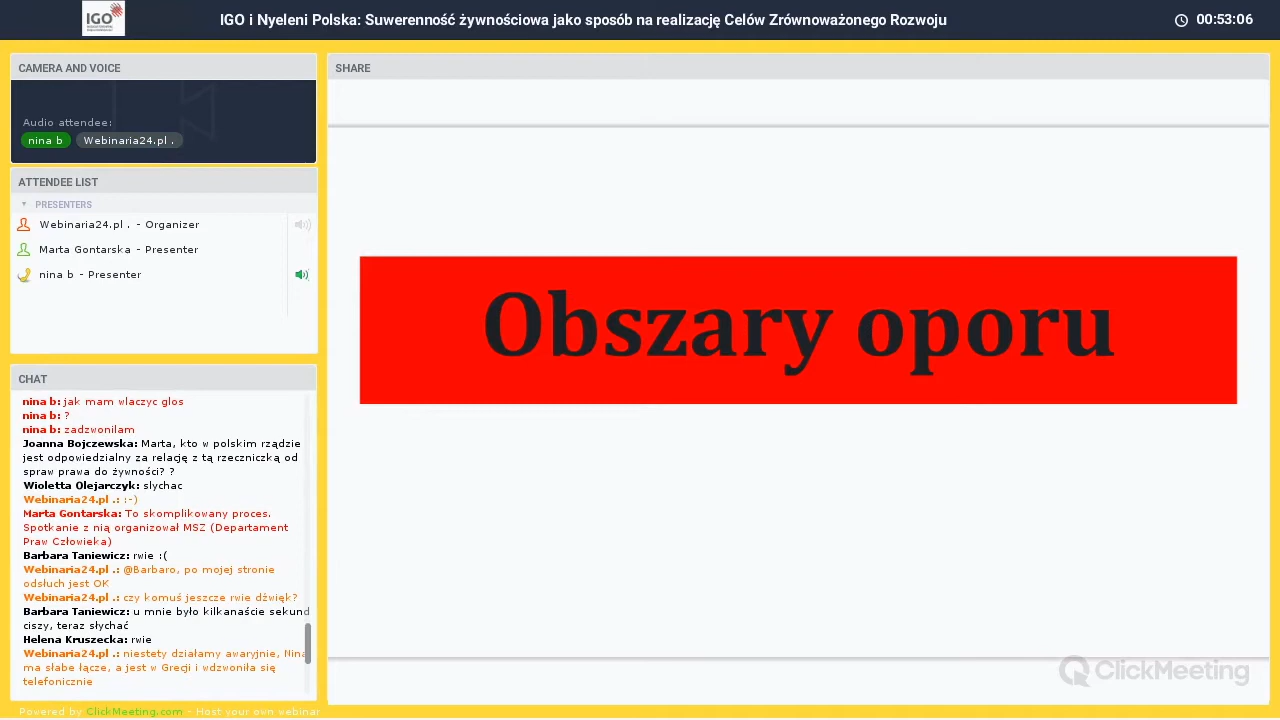 IGO
IGO i Nyeleni Polska: Suwerenność żywnościowa jako sposób na realizację Celów Zrównoważonego Rozwoju
00:53:06
CAMERA AND VOICE
Audio attendee:
nina b Webinaria24.pl .
ATTENDEE LIST
PRESENTERS
Webinaria24.pl . - Organizer
Marta Gontarska - Presenter
nina b - Presenter
CHAT
nina b: jak mam wlaczyc glos
nina b: ?
nina b: zadzwonilam
Joanna Bojczewska: Marta, kto w polskim rządzie
jest odpowiedzialny za relację z tą rzeczniczką od
spraw prawa do żywności? ?
Wioletta Olejarczyk: slychac
Webinaria24.pl .: :-)
Marta Gontarska: To skomplikowany proces.
Spotkanie z nią organizował MSZ (Departament
Praw Człowieka)
Barbara Taniewicz: rwie :(
Webinaria24.pl .: @Barbaro, po mojej stronie
odsłuch jest OK
Webinaria24.pl .: czy komuś jeszcze rwie dźwięk?
Barbara Taniewicz: u mnie było kilkanaście sekund
ciszy, teraz słychać
Helena Kruszecka: rwie
Webinaria24.pl .: niestety działamy awaryjnie, Nina
ma słabe łącze, a jest w Grecji i wdzwoniła się
telefonicznie
Powered by ClickMeeting.com - Host your own webinar
SHARE
Obszary oporu
ClickMeeting